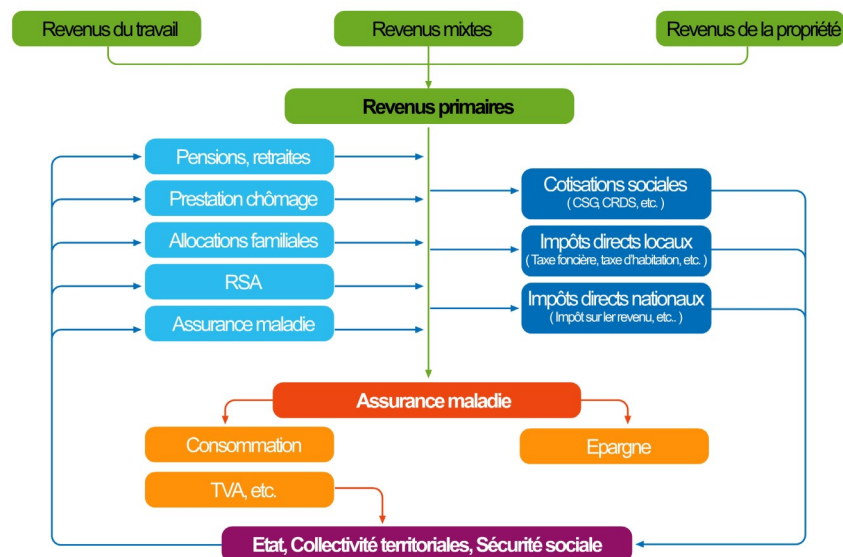 Revenus du travail
Revenus mixtes
Revenus de la propriété
Revenus primaires
Pensions, retraites
Prestation chômage
Allocations familiales
RSA
Assurance maladie
Cotisations sociales
( CSG, CRDS, etc. )
Impôts directs locaux
( Taxe foncière, taxe d'habitation, etc. )
Impôts directs nationaux
( Impôt sur ler revenu, etc.. )
Assurance maladie
Consommation
Epargne
TVA, etc.
Etat, Collectivité territoriales, Sécurité sociale